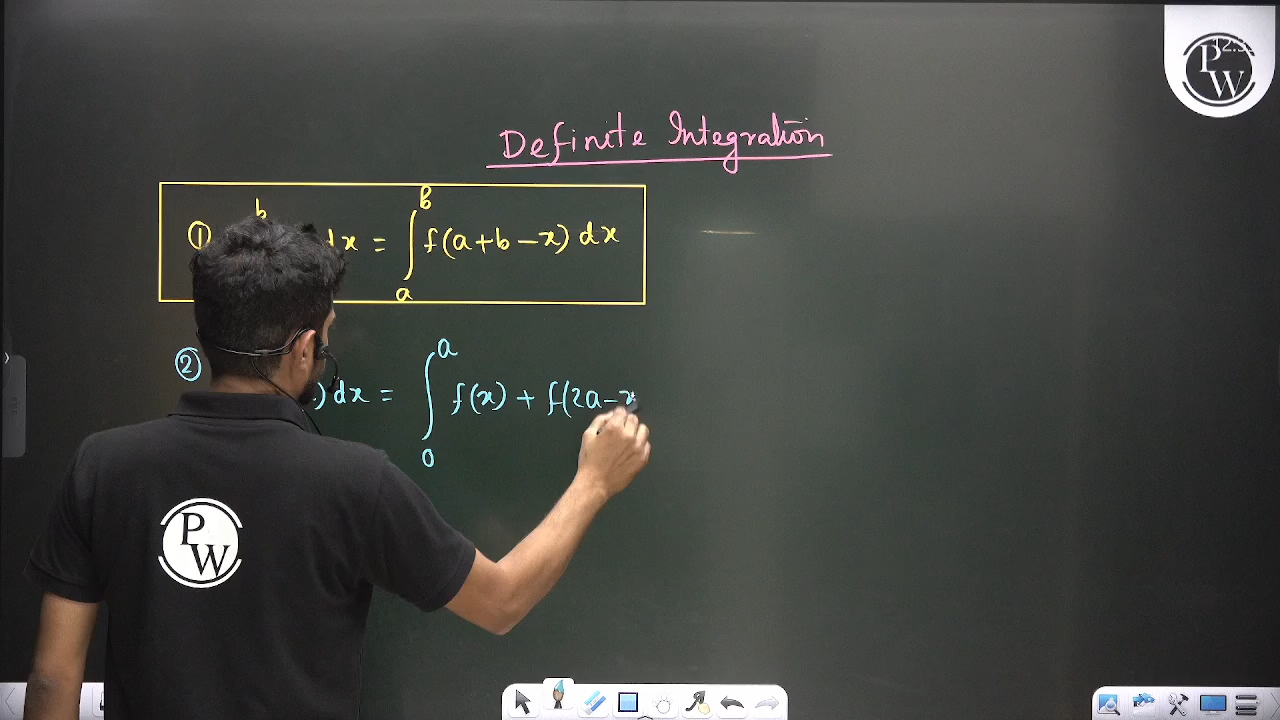 Definite Integration
① b dx = ∫ₐᵇ f(a+b-x) dx
② ) dx = ∫₀ᵃ f(x) + f(2a-x
PW
PW